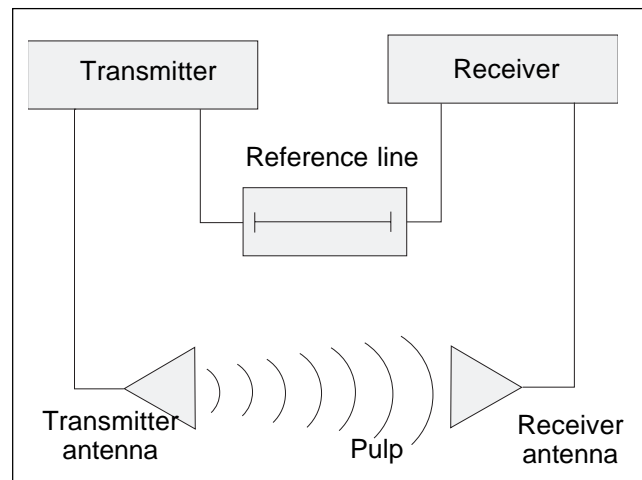 Transmitter
Receiver
Reference line
Transmitter
antenna
Pulp
Receiver
antenna